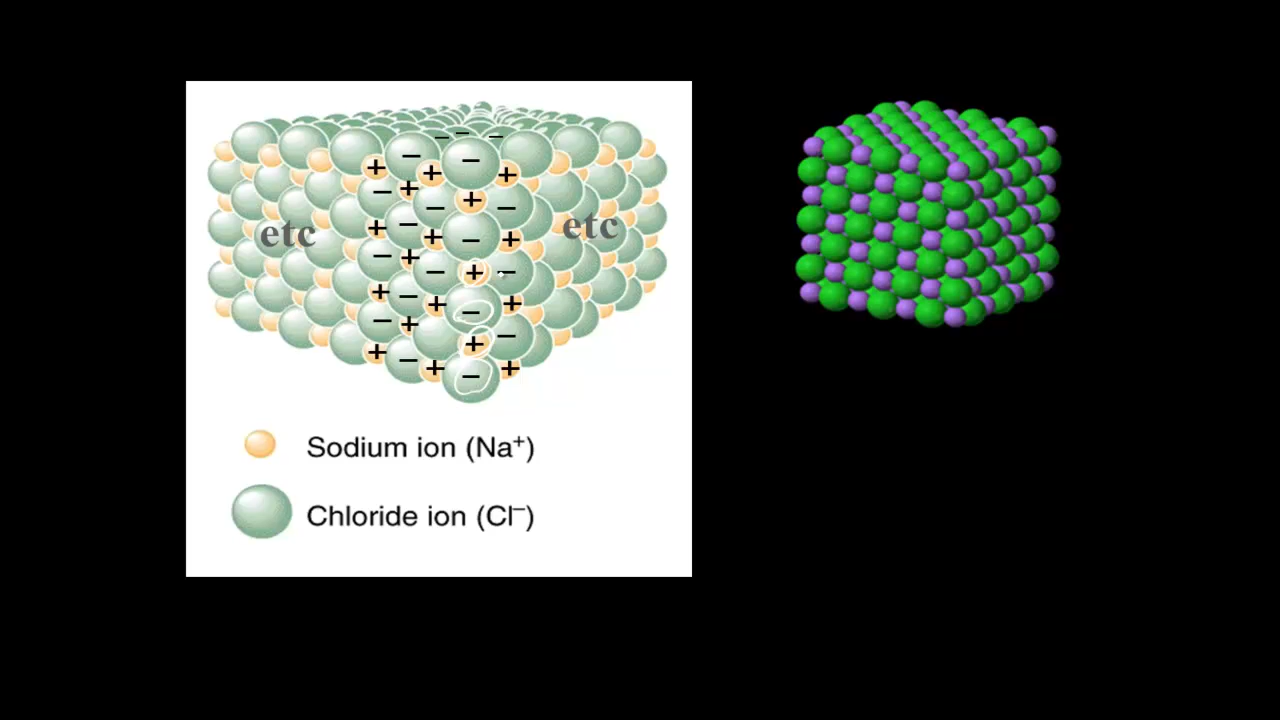 etc
etc
Sodium ion (Na⁺)
Chloride ion (Cl⁻)